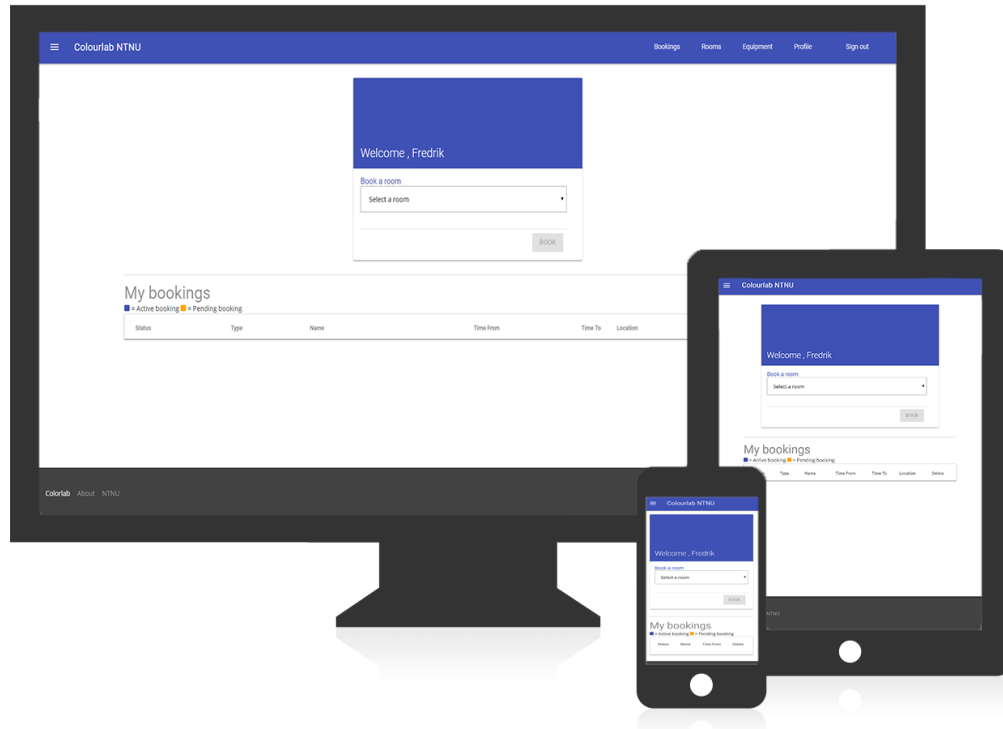 Colourlab NTNU Bookings Rooms Equipment Profile Sign out
Welcome , Fredrik
Book a room
Select a room
BOOK
My bookings
= Active booking = Pending booking
Status Type Name Time From Time To Location
Colorlab About NTNU
Colourlab NTNU
Welcome , Fredrik
Book a room
Select a room
BOOK
My bookings
= Active booking = Pending booking
Type Name Time From Time To Location Delete
NTNU
Colourlab NTNU
Welcome , Fredrik
Book a room
Select a room
BOOK
My bookings
= Active booking = Pending booking
Status Name Time From Delete